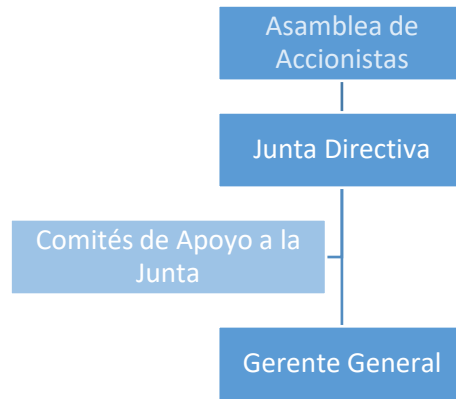 Asamblea de
Accionistas
Junta Directiva
Comités de Apoyo a la
Junta
Gerente General